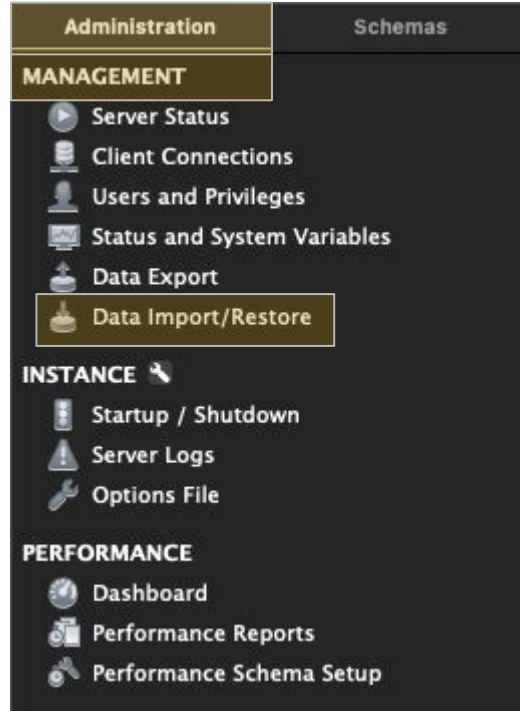 Administration Schemas
MANAGEMENT
Server Status
Client Connections
Users and Privileges
Status and System Variables
Data Export
Data Import/Restore
INSTANCE
Startup / Shutdown
Server Logs
Options File
PERFORMANCE
Dashboard
Performance Reports
Performance Schema Setup